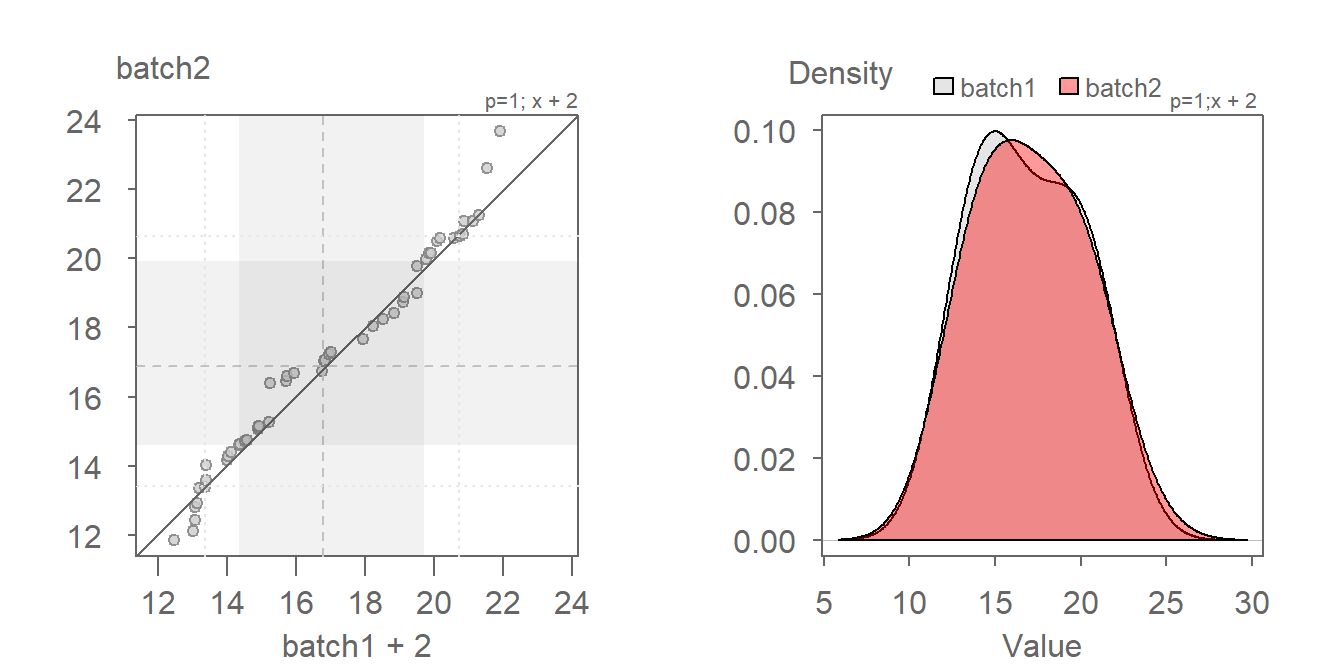 batch2
p=1; x + 2
24
22
20
18
16
14
12
12 14 16 18 20 22 24
batch1 + 2
Density
batch1 batch2
p=1;x + 2
0.10
0.08
0.06
0.04
0.02
0.00
5 10 15 20 25 30
Value